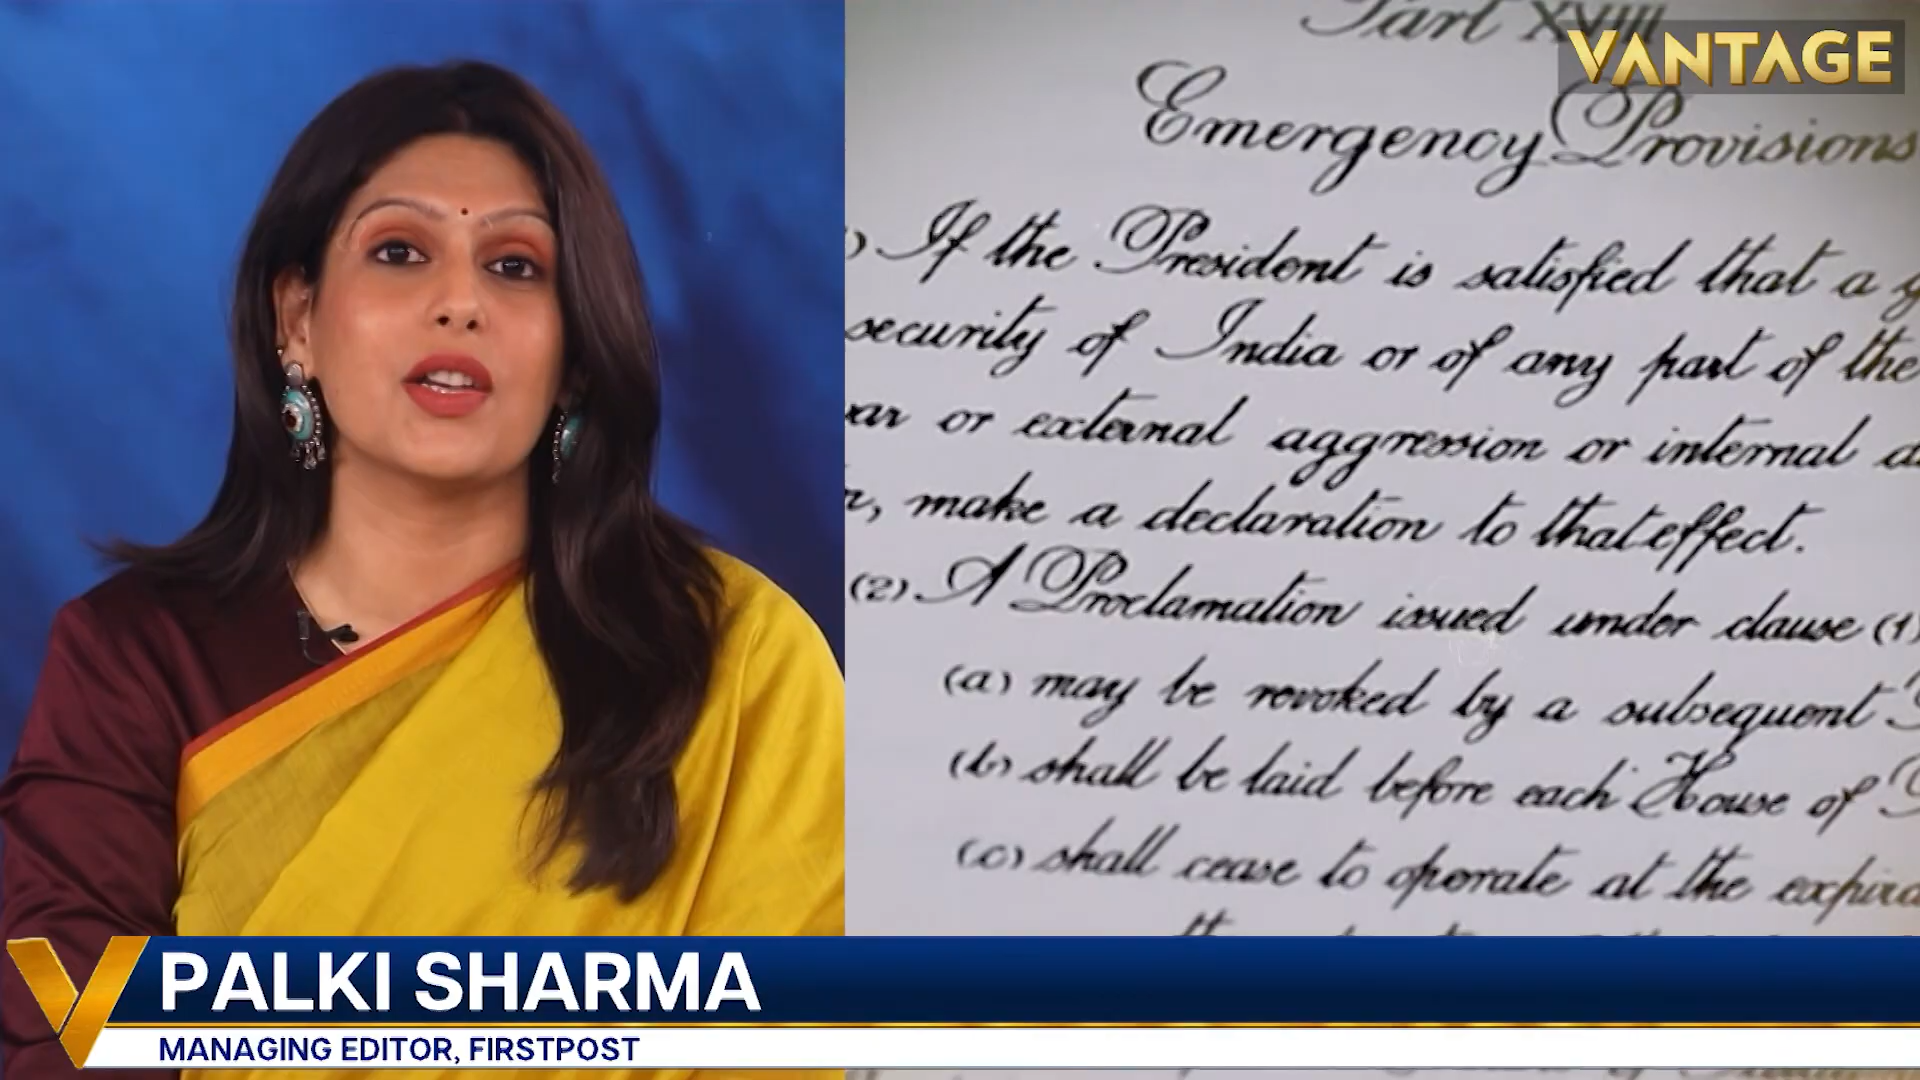 Part XVIII
VANTAGE
Emergency Provisions
) If the President is satisfied that a g
security of India or of any part of the
war or external aggression or internal d
r, make a declaration to that effect.
(2) A Proclamation issued under clause (1)
(a) may be revoked by a subsequent P
(b) shall be laid before each House of P
(c) shall cease to operate at the expira
PALKI SHARMA
MANAGING EDITOR, FIRSTPOST